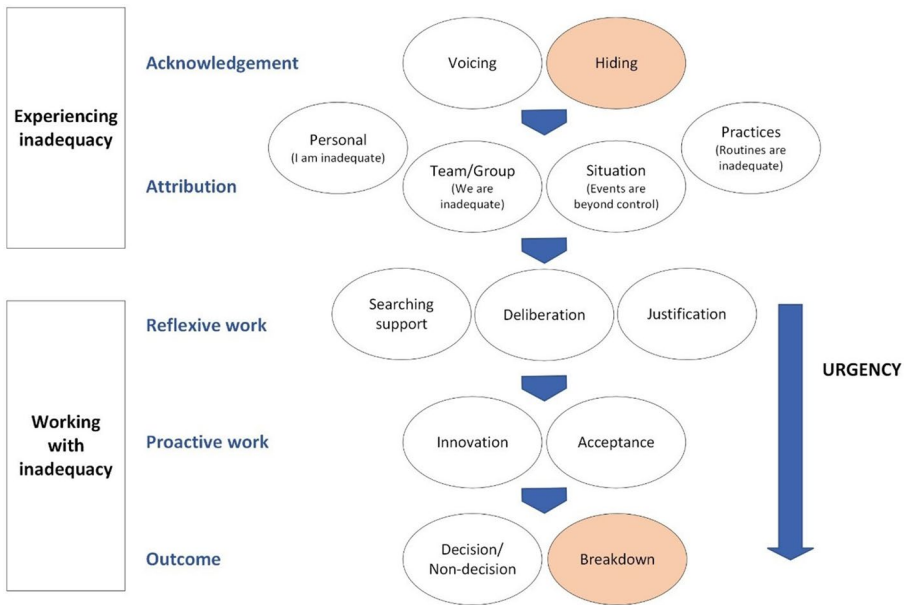 Acknowledgement
Voicing
Hiding
Experiencing
inadequacy
Personal
(I am inadequate)
Practices
(Routines are
inadequate)
Attribution
Team/Group
(We are
inadequate)
Situation
(Events are
beyond control)
Reflexive work
Searching
support
Deliberation
Justification
URGENCY
Working
with
inadequacy
Proactive work
Innovation
Acceptance
Outcome
Decision/
Non-decision
Breakdown